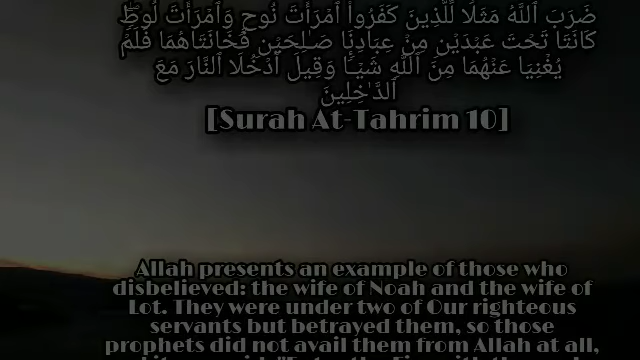 ضَرَبَ ٱللَّهُ مَثَلًا لِّلَّذِينَ كَفَرُوا۟ ٱمْرَأَتَ نُوحٍ وَٱمْرَأَتَ لُوطٍ ۖ
كَانَتَا تَحْتَ عَبْدَيْنِ مِنْ عِبَادِنَا صَـٰلِحَيْنِ فَخَانَتَاهُمَا فَلَمْ
يُغْنِيَا عَنْهُمَا مِنَ ٱللَّهِ شَيْـًٔا وَقِيلَ ٱدْخُلَا ٱلنَّارَ مَعَ
ٱلدَّٰخِلِينَ
[Surah At-Tahrim 10]
Allah presents an example of those who
disbelieved: the wife of Noah and the wife of
Lot. They were under two of Our righteous
servants but betrayed them, so those
prophets did not avail them from Allah at all,